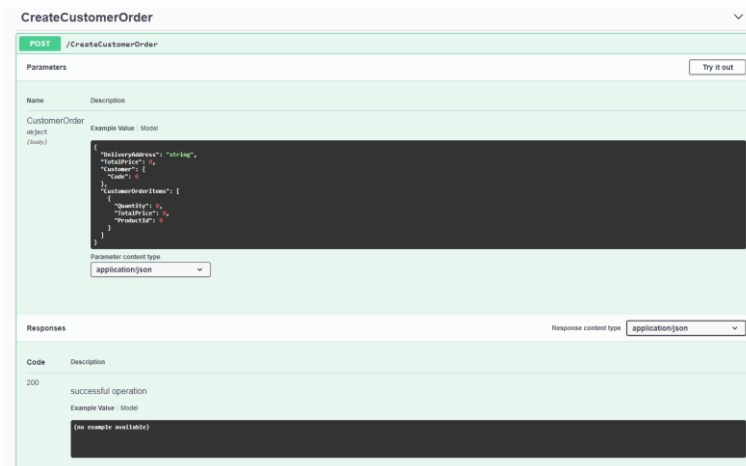 CreateCustomerOrder
POST /CreateCustomerOrder
Parameters Try it out
Name Description
CustomerOrder
object
(body)
Example Value | Model
{
"DeliveryAddress": "string",
"TotalPrice": 0,
"Customer": {
"Code": 0
},
"CustomerOrderItems": [
{
"Quantity": 0,
"TotalPrice": 0,
"ProductId": 0
}
]
}
Parameter content type
application/json
Responses Response content type application/json
Code Description
200
successful operation
Example Value | Model
(no example available)